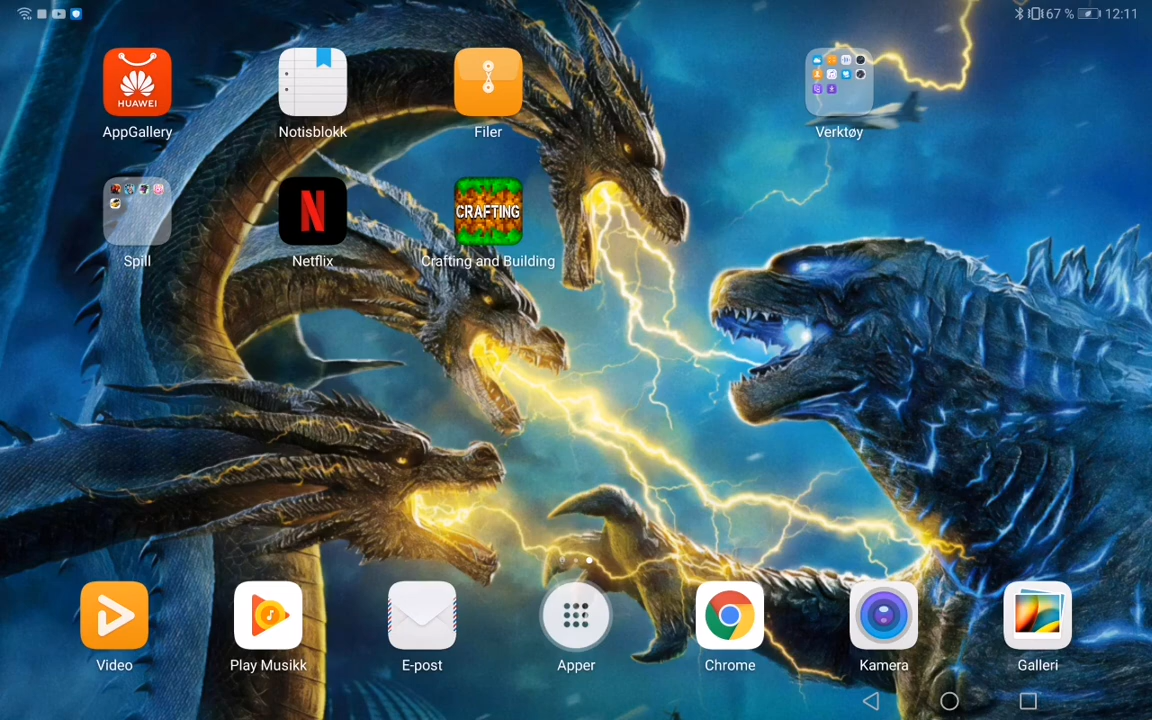 67 % 12:11
HUAWEI
AppGallery
Notisblokk
Filer
Verktøy
CRAFTING
Spill
N
Netflix
Crafting and Building
Video
Play Musikk
E-post
Apper
Chrome
Kamera
Galleri